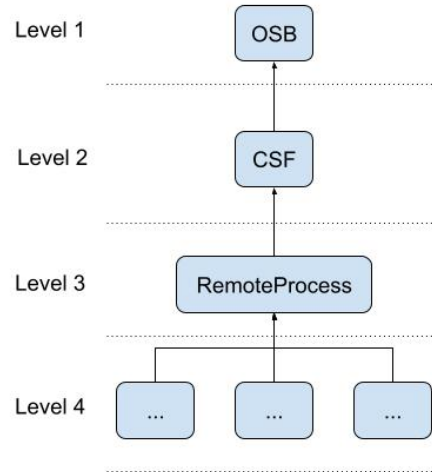 Level 1
OSB
Level 2
CSF
Level 3
RemoteProcess
Level 4
...
...
...